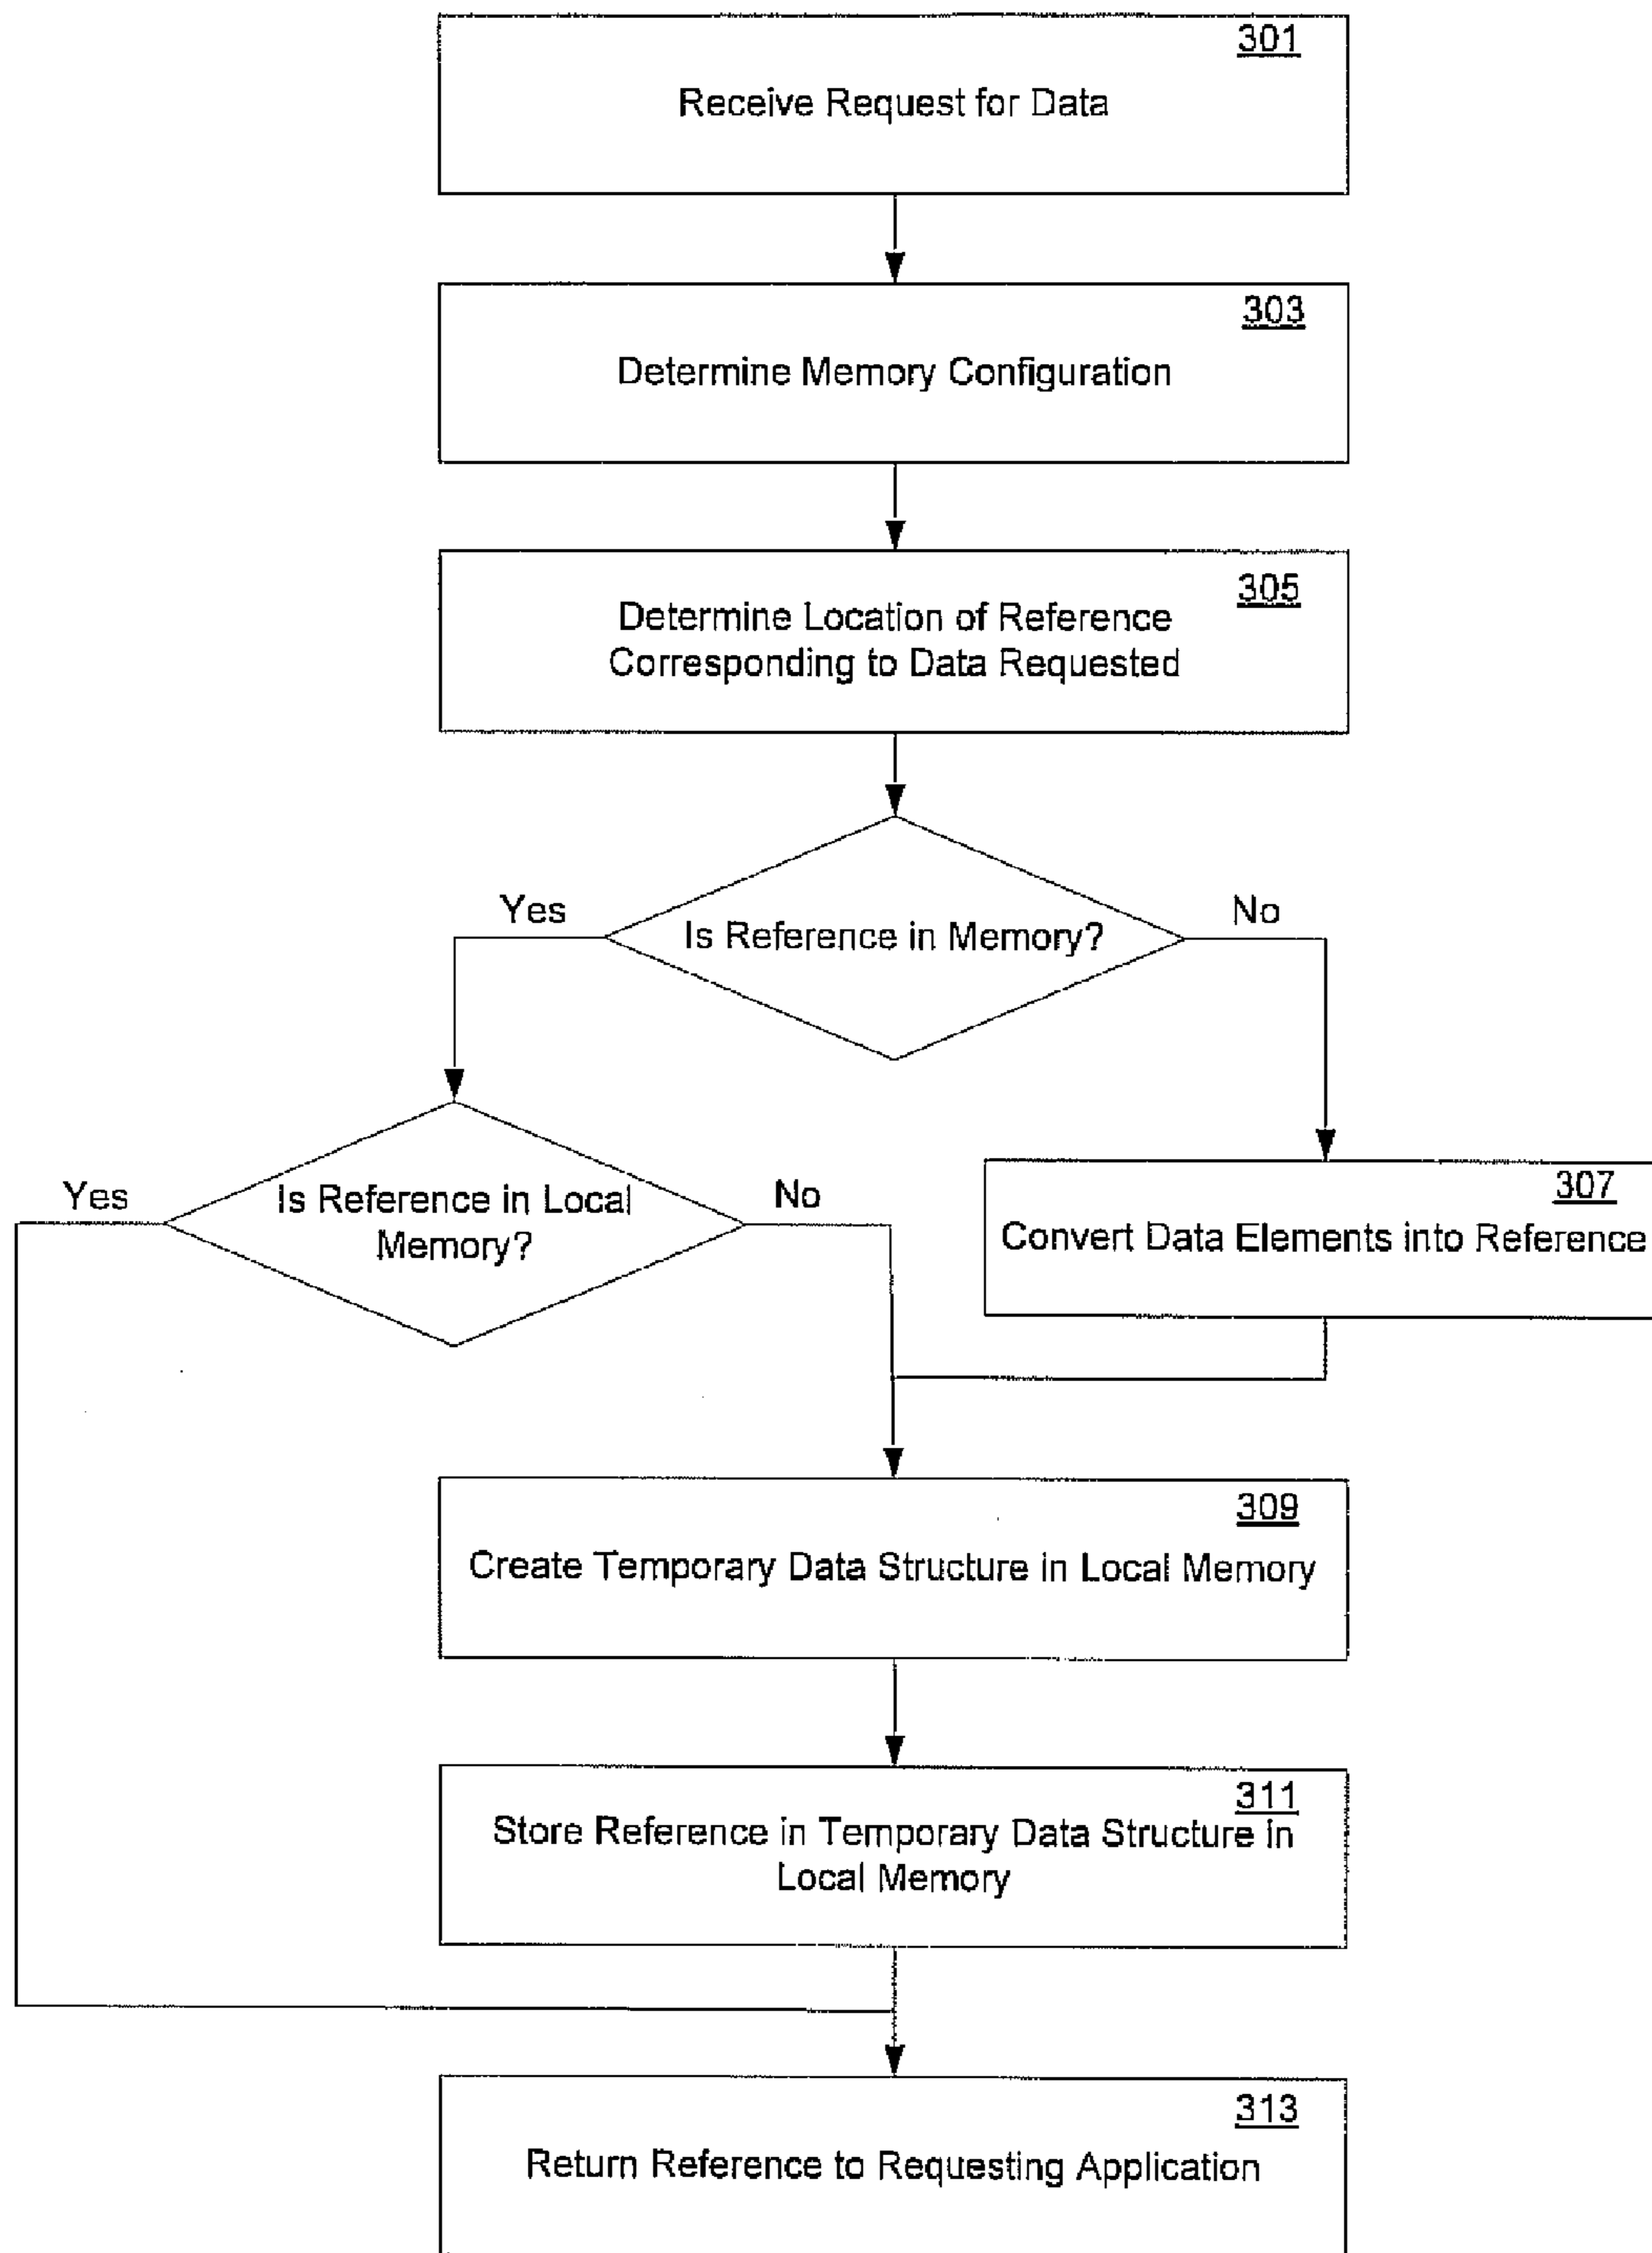 301
Receive Request for Data
303
Determine Memory Configuration
305
Determine Location of Reference
Corresponding to Data Requested
Yes
No
Is Reference in Memory?
Yes
Is Reference in Local
Memory?
No
307
Convert Data Elements into Reference
309
Create Temporary Data Structure in Local Memory
311
Store Reference in Temporary Data Structure in
Local Memory
313
Return Reference to Requesting Application